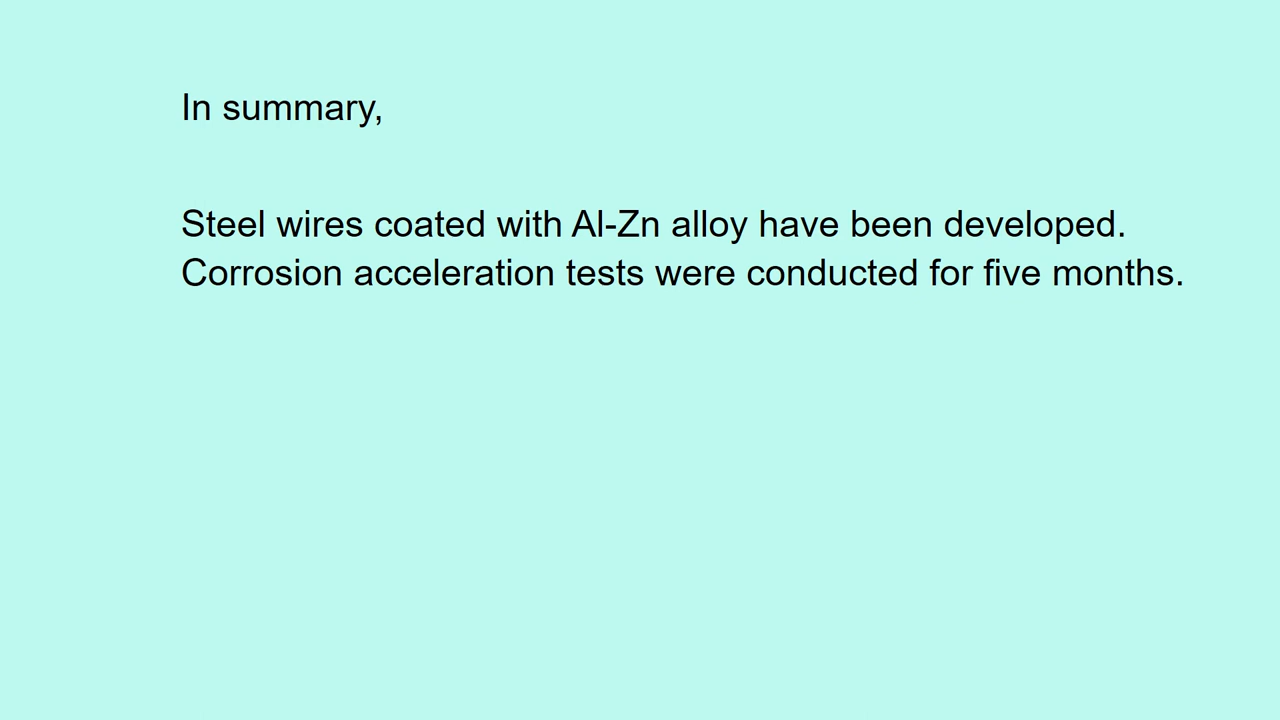 In summary,
Steel wires coated with Al-Zn alloy have been developed.
Corrosion acceleration tests were conducted for five months.